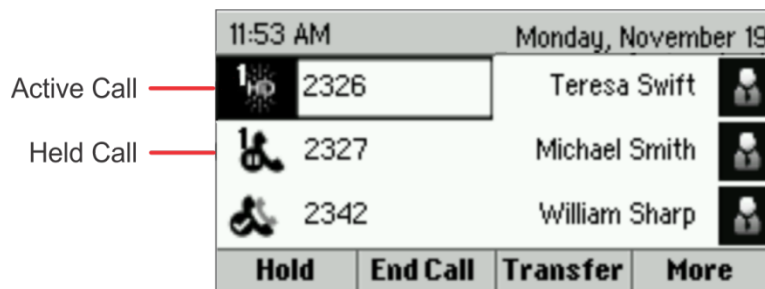 11:53 AM Monday, November 19
Active Call 1 HD 2326 Teresa Swift
Held Call 1 2327 Michael Smith
2342 William Sharp
Hold End Call Transfer More